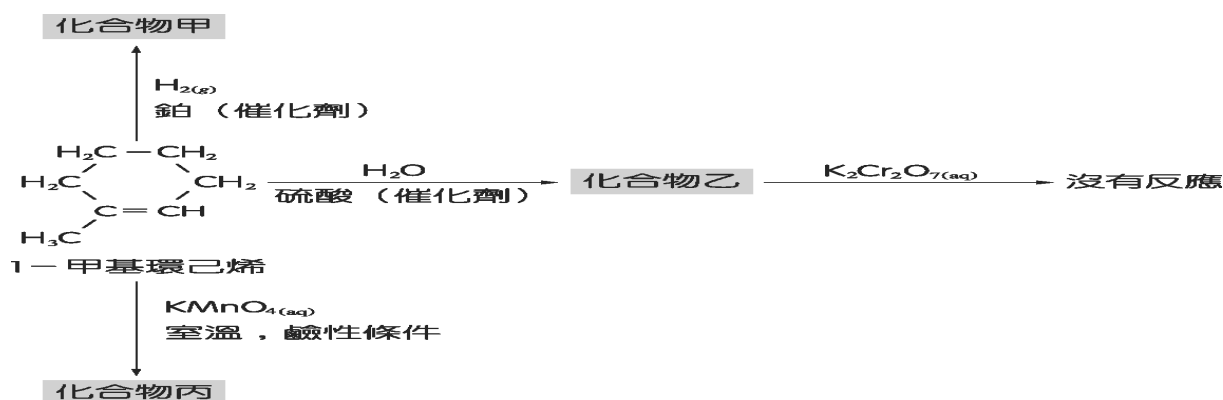 化合物甲
H₂(g)
鉑（催化劑）
H₂C — CH₂
H₂C CH₂
C = CH
H₃C
1－甲基環己烯
H₂O
硫酸（催化劑）
化合物乙
K₂Cr₂O₇(aq)
沒有反應
KMnO₄(aq)
室溫，鹼性條件
化合物丙